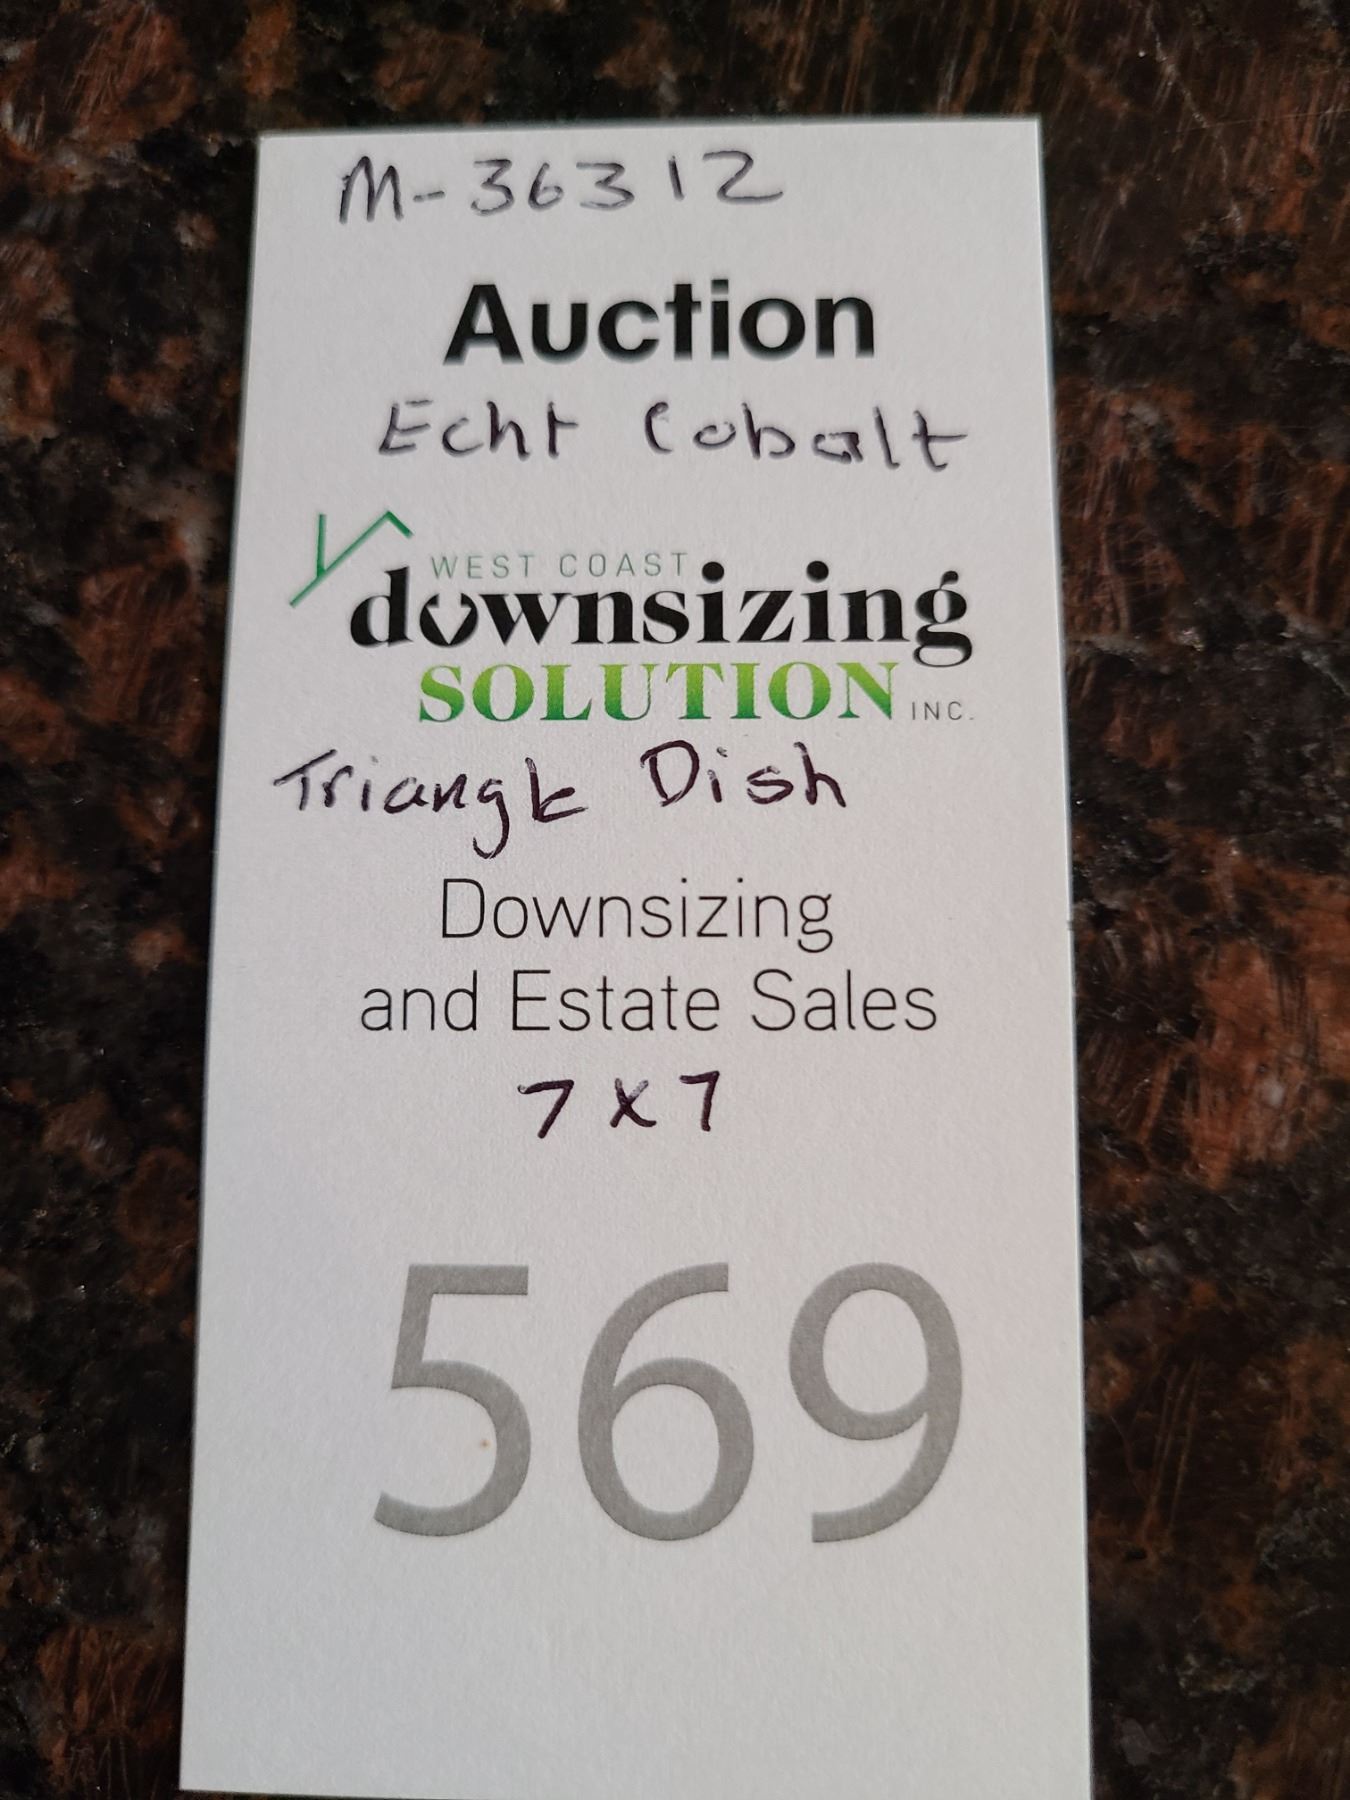 M-36312
Auction
Echt Cobalt
WEST COAST
downsizing
SOLUTION INC.
Triangle Dish
Downsizing
and Estate Sales
7 x 7
569